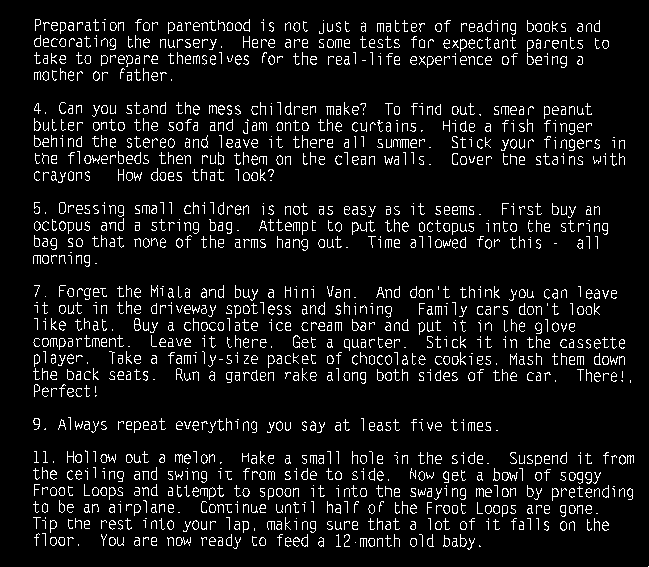 Preparation for parenthood is not just a matter of reading books and
decorating the nursery. Here are some tests for expectant parents to
take to prepare themselves for the real-life experience of being a
mother or father.
4. Can you stand the mess children make? To find out, smear peanut
butter onto the sofa and jam onto the curtains. Hide a fish finger
behind the stereo and leave it there all summer. Stick your fingers in
the flowerbeds then rub them on the clean walls. Cover the stains with
crayons How does that look?
5. Dressing small children is not as easy as it seems. First buy an
octopus and a string bag. Attempt to put the octopus into the string
bag so that none of the arms hang out. Time allowed for this - all
morning.
7. Forget the Miata and buy a Mini Van. And don't think you can leave
it out in the driveway spotless and shining Family cars don't look
like that. Buy a chocolate ice cream bar and put it in the glove
compartment. Leave it there. Get a quarter. Stick it in the cassette
player. Take a family-size packet of chocolate cookies. Mash them down
the back seats. Run a garden rake along both sides of the car. There!,
Perfect!
9. Always repeat everything you say at least five times.
11. Hollow out a melon. Make a small hole in the side. Suspend it from
the ceiling and swing it from side to side. Now get a bowl of soggy
Froot Loops and attempt to spoon it into the swaying melon by pretending
to be an airplane. Continue until half of the Froot Loops are gone.
Tip the rest into your lap, making sure that a lot of it falls on the
floor. You are now ready to feed a 12-month old baby.